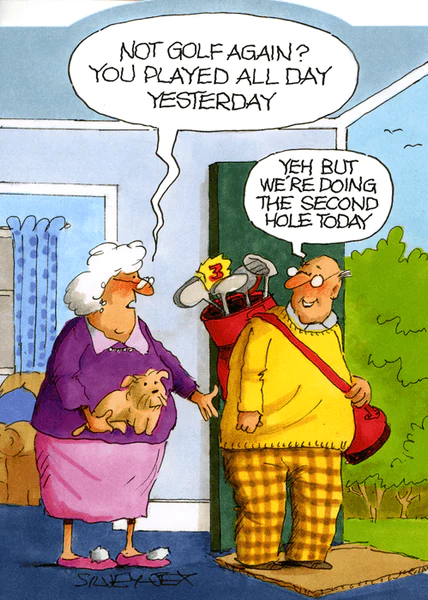 NOT GOLF AGAIN?
YOU PLAYED ALL DAY
YESTERDAY
YEH BUT
WE'RE DOING
THE SECOND
HOLE TODAY
3